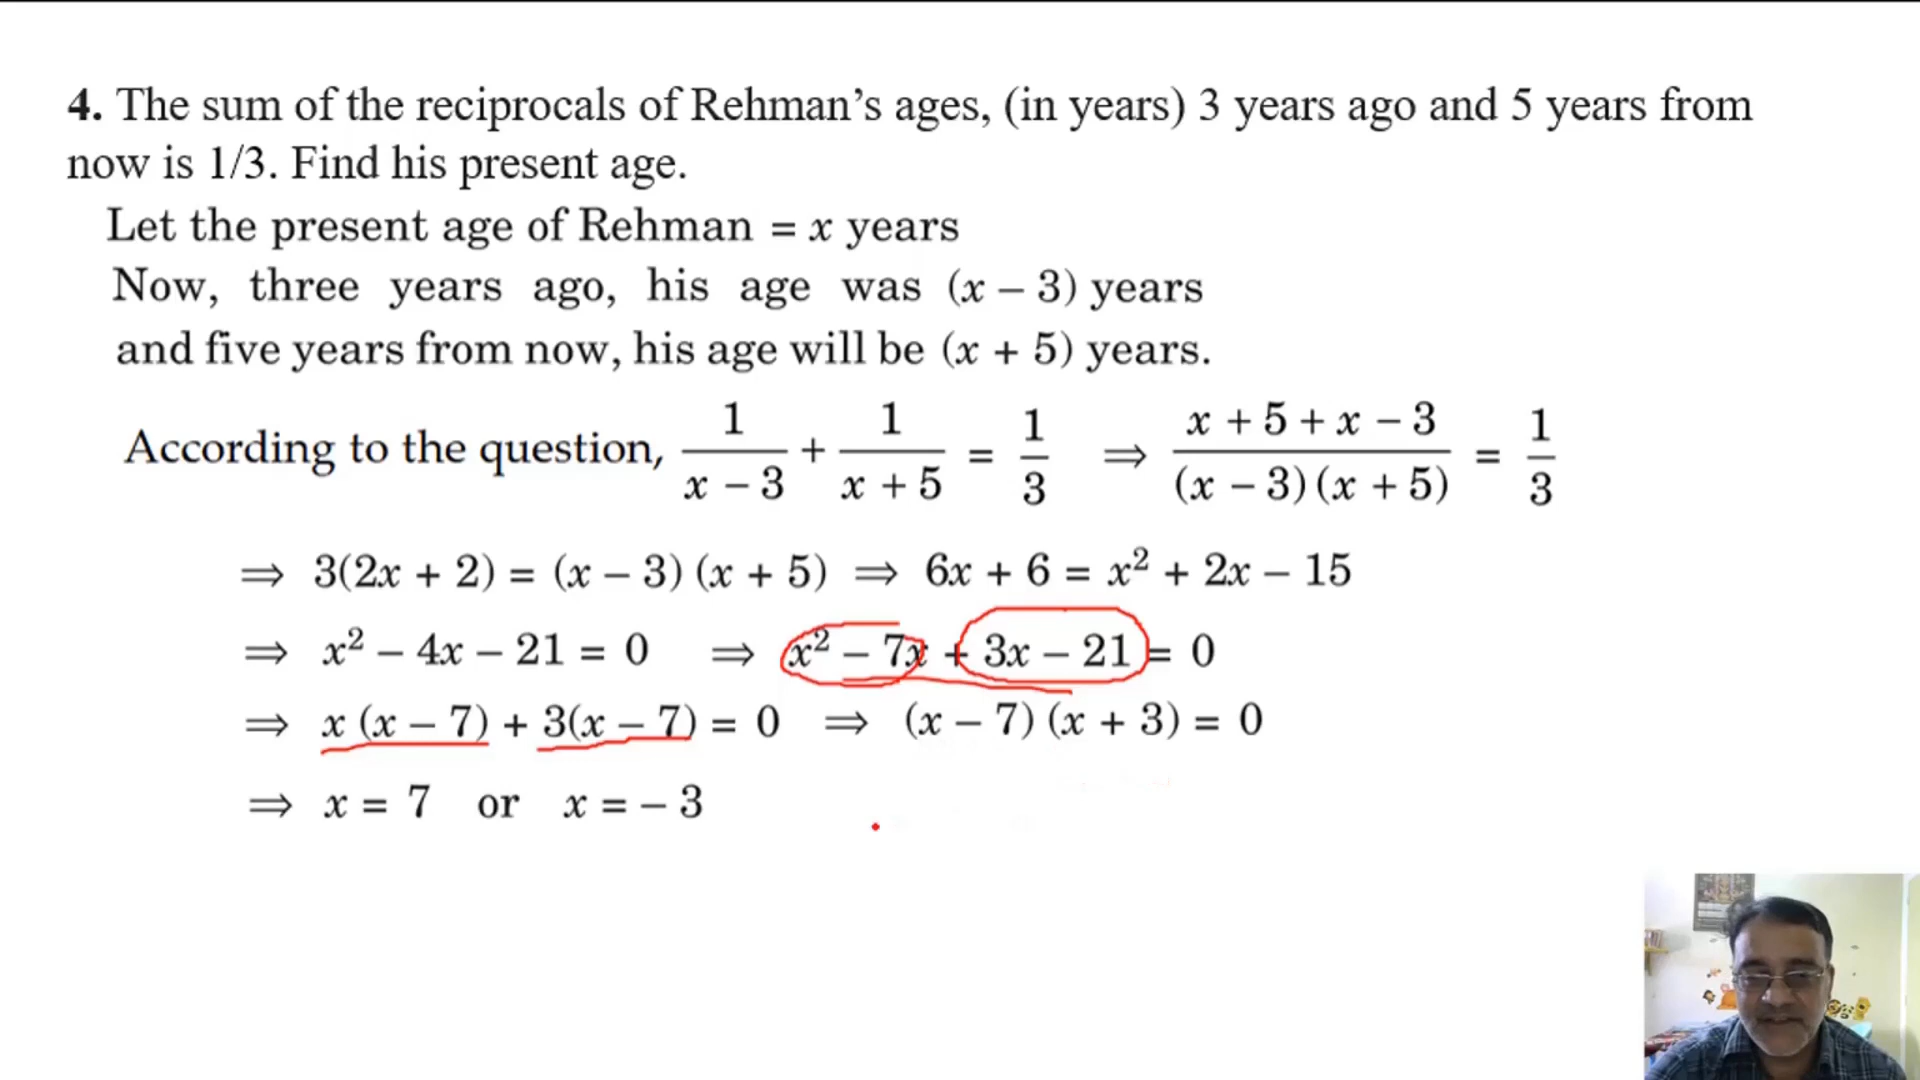 4. The sum of the reciprocals of Rehman’s ages, (in years) 3 years ago and 5 years from
now is 1/3. Find his present age.
Let the present age of Rehman = x years
Now, three years ago, his age was (x – 3) years
and five years from now, his age will be (x + 5) years.
According to the question, 1/(x – 3) + 1/(x + 5) = 1/3 ⇒ (x + 5 + x – 3)/((x – 3)(x + 5)) = 1/3
⇒ 3(2x + 2) = (x – 3) (x + 5) ⇒ 6x + 6 = x² + 2x – 15
⇒ x² – 4x – 21 = 0 ⇒ x² – 7x + 3x – 21 = 0
⇒ x (x – 7) + 3(x – 7) = 0 ⇒ (x – 7) (x + 3) = 0
⇒ x = 7 or x = – 3